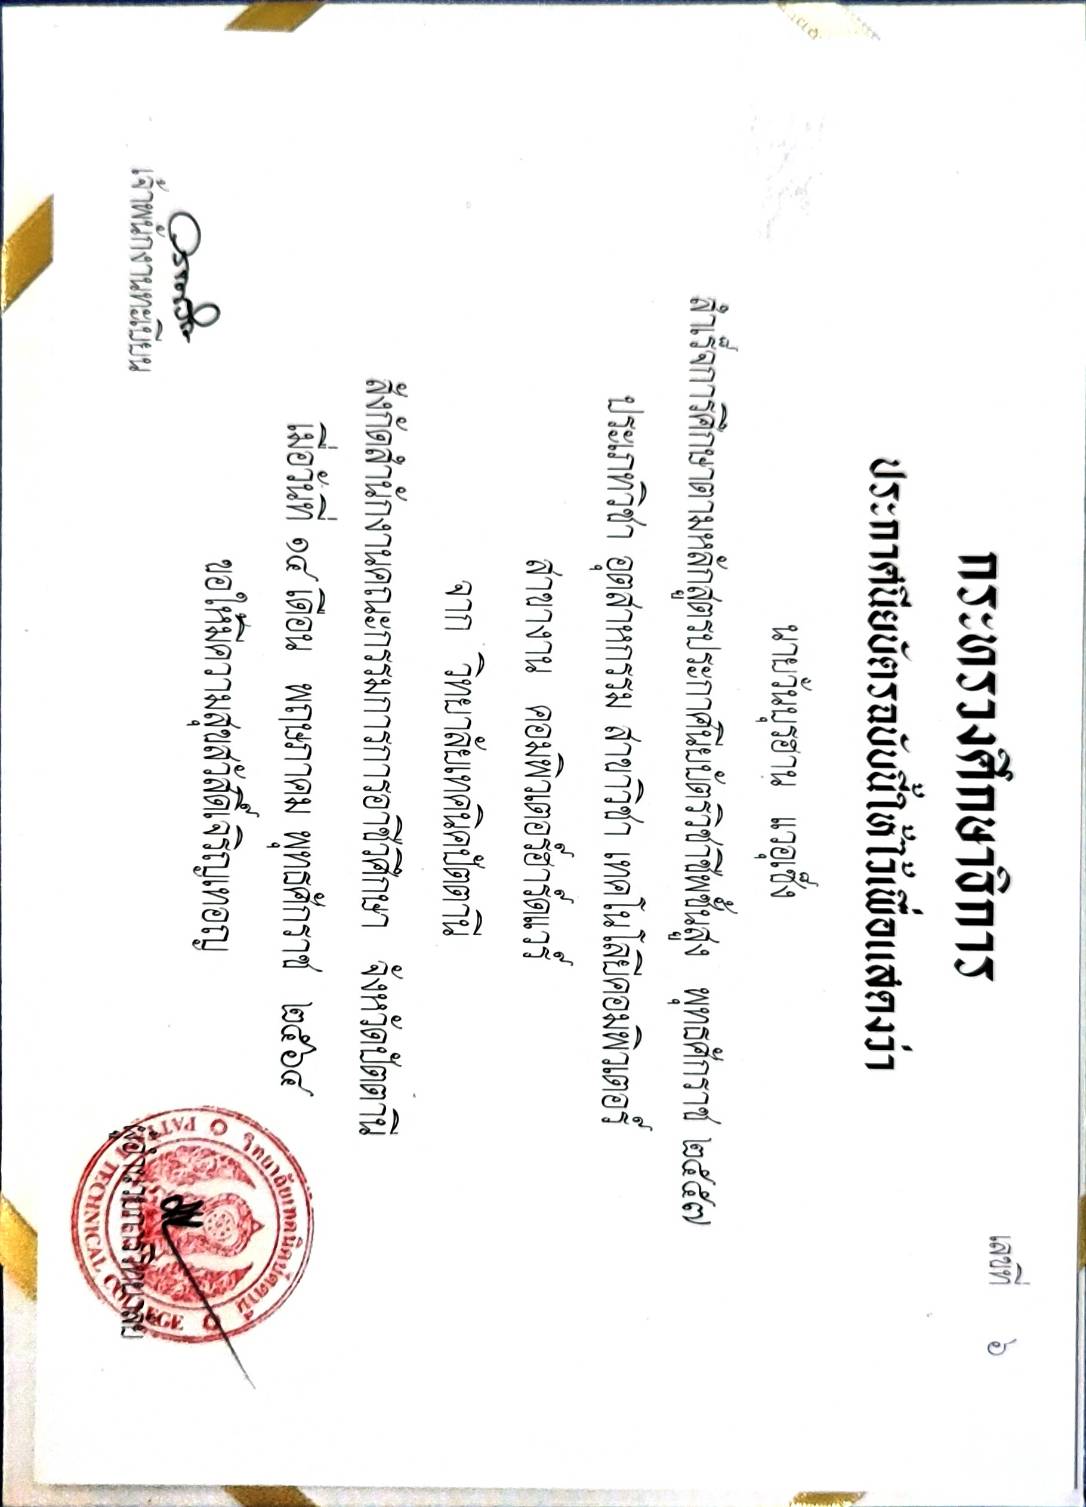 เลขที่ ๖
กระทรวงศึกษาธิการ
ประกาศนียบัตรฉบับนี้ให้ไว้เพื่อแสดงว่า
นายวันบุรฮาน แวอุเซ็ง
สำเร็จการศึกษาตามหลักสูตรประกาศนียบัตรวิชาชีพชั้นสูง พุทธศักราช ๒๕๕๗
ประเภทวิชา อุตสาหกรรม สาขาวิชา เทคโนโลยีคอมพิวเตอร์
สาขางาน คอมพิวเตอร์ฮาร์ดแวร์
จาก วิทยาลัยเทคนิคปัตตานี
สังกัดสำนักงานคณะกรรมการการอาชีวศึกษา จังหวัดปัตตานี
เมื่อวันที่ ๑๔ เดือน พฤษภาคม พุทธศักราช ๒๕๖๔
ขอให้มีความสุขสวัสดิ์เจริญเทอญ
เจ้าพนักงานทะเบียน
วิทยาลัยเทคนิคปัตตานี
ผู้อำนวยการวิทยาลัย
PATTANI TECHNICAL COLLEGE